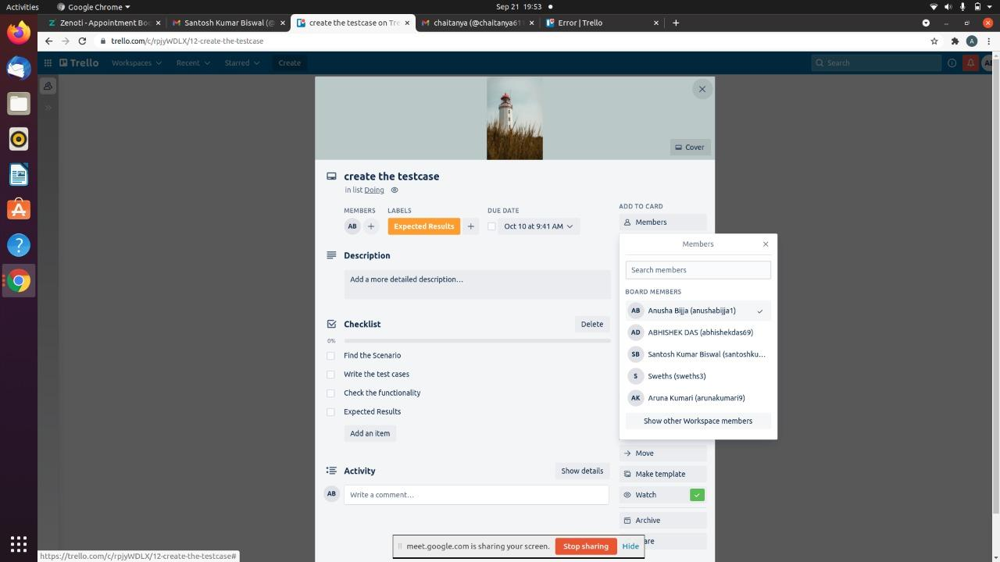 Activities
Sep 21 19:53
Zenoti - Appointment Boo
Santosh Kumar Biswal (@
create the testcase on Tre
chaitanya (@chaitanya61
Error | Trello
trello.com/c/rpjyWDLX/12-create-the-testcase
A
Trello
Workspaces
Recent
Starred
Create
Search
Cover
create the testcase
in list Doing
MEMBERS
LABELS
DUE DATE
AB
Expected Results
Oct 10 at 9:41 AM
Description
Add a more detailed description...
Checklist
Delete
0%
Find the Scenario
Write the test cases
Check the functionality
Expected Results
Add an item
Activity
Show details
AB
Write a comment...
ADD TO CARD
Members
Members
Search members
BOARD MEMBERS
AB Anusha Bijja (anushabijja1)
AD ABHISHEK DAS (abhishekdas69)
SB Santosh Kumar Biswal (santoshku...
S Sweths (sweths3)
AK Aruna Kumari (arunakumari9)
Show other Workspace members
Move
Make template
Watch
Archive
meet.google.com is sharing your screen.
Stop sharing
Hide
https://trello.com/c/rpjyWDLX/12-create-the-testcase#